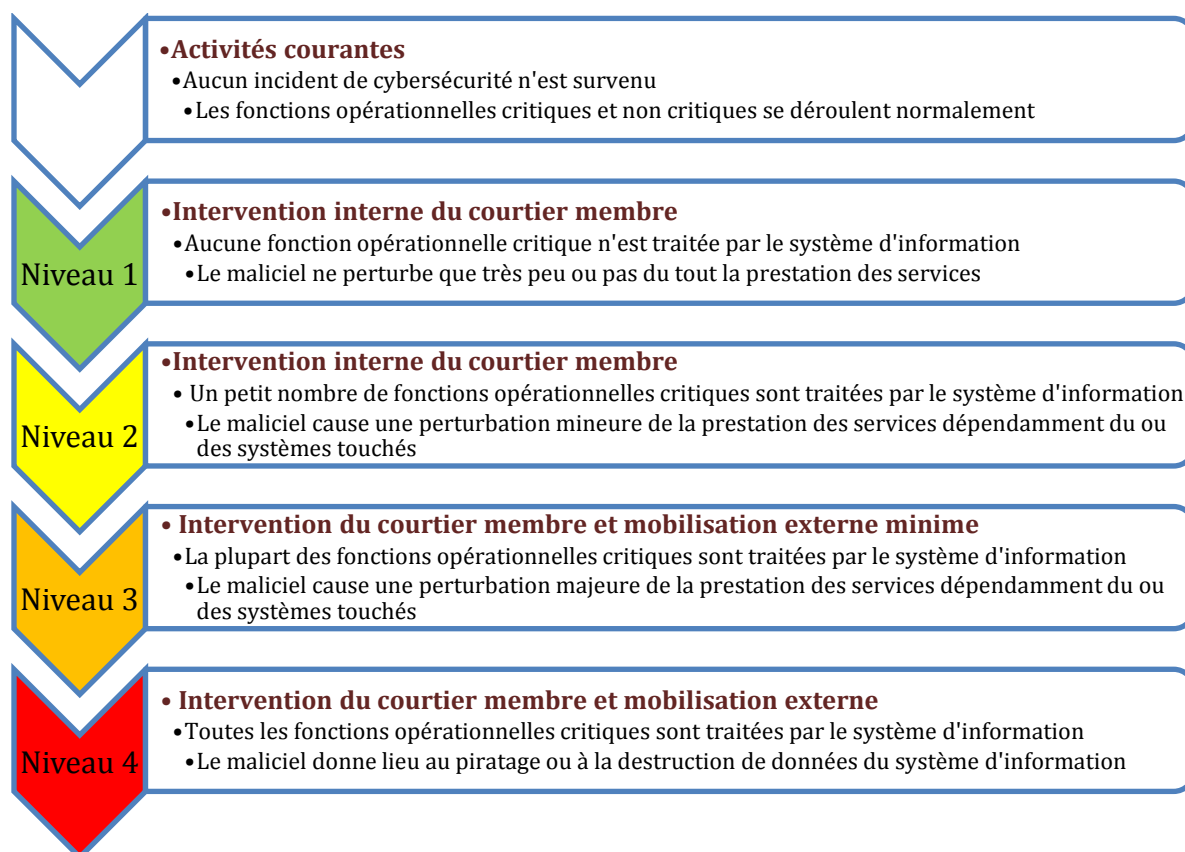 •Activités courantes
•Aucun incident de cybersécurité n'est survenu
•Les fonctions opérationnelles critiques et non critiques se déroulent normalement
Niveau 1
•Intervention interne du courtier membre
•Aucune fonction opérationnelle critique n'est traitée par le système d'information
•Le maliciel ne perturbe que très peu ou pas du tout la prestation des services
Niveau 2
•Intervention interne du courtier membre
• Un petit nombre de fonctions opérationnelles critiques sont traitées par le système d'information
•Le maliciel cause une perturbation mineure de la prestation des services dépendamment du ou
des systèmes touchés
Niveau 3
• Intervention du courtier membre et mobilisation externe minime
•La plupart des fonctions opérationnelles critiques sont traitées par le système d'information
•Le maliciel cause une perturbation majeure de la prestation des services dépendamment du ou
des systèmes touchés
Niveau 4
• Intervention du courtier membre et mobilisation externe
•Toutes les fonctions opérationnelles critiques sont traitées par le système d'information
•Le maliciel donne lieu au piratage ou à la destruction de données du système d'information